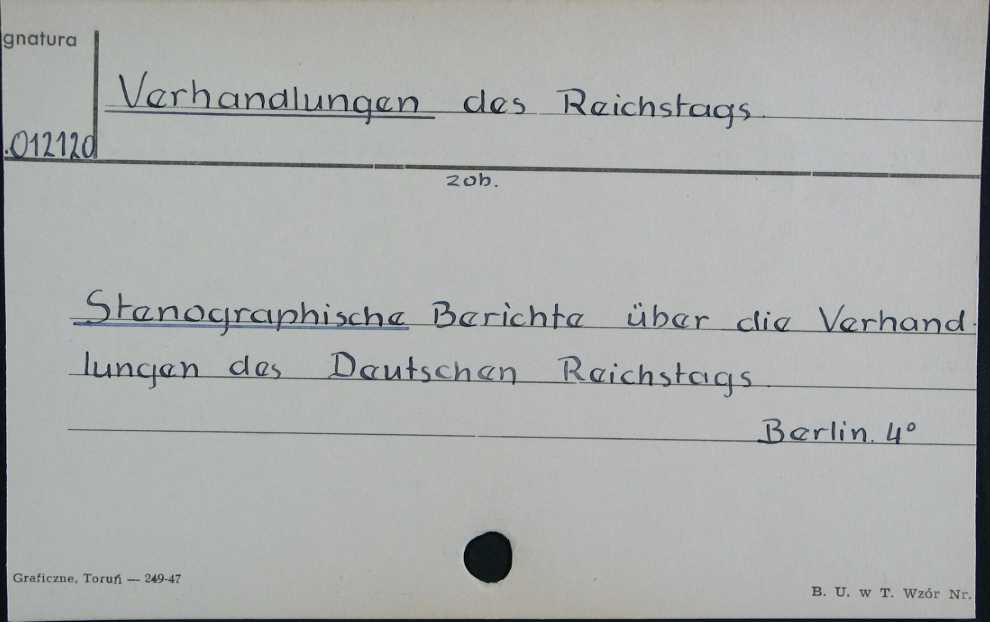 gnatura
.012120
Verhandlungen des Reichstags.
zob.
Stenographische Berichte über die Verhand-
lungen des Deutschen Reichstags.
Berlin. 4°
Graficzne, Toruń — 249-47
B. U. w T. Wzór Nr.